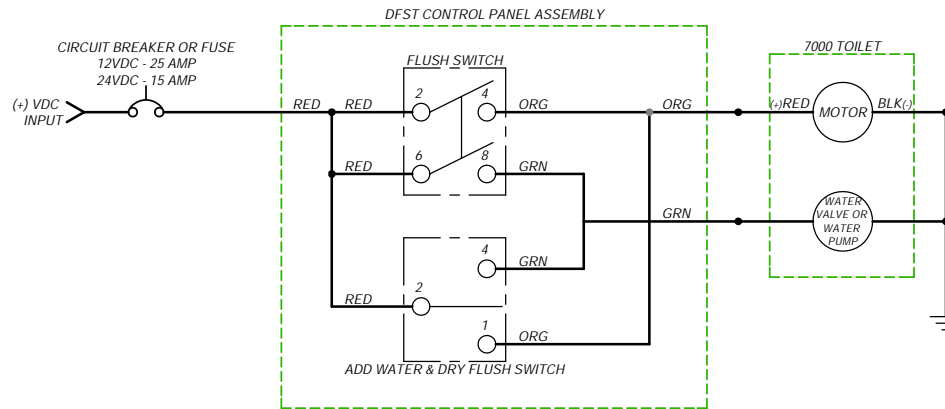 DFST CONTROL PANEL ASSEMBLY
CIRCUIT BREAKER OR FUSE
12VDC - 25 AMP
24VDC - 15 AMP
FLUSH SWITCH
7000 TOILET
(+) VDC
INPUT
RED
RED
2
4
ORG
ORG
(+)RED
MOTOR
BLK(-)
RED
6
8
GRN
GRN
WATER
VALVE OR
WATER
PUMP
4
GRN
RED
2
1
ORG
ADD WATER & DRY FLUSH SWITCH